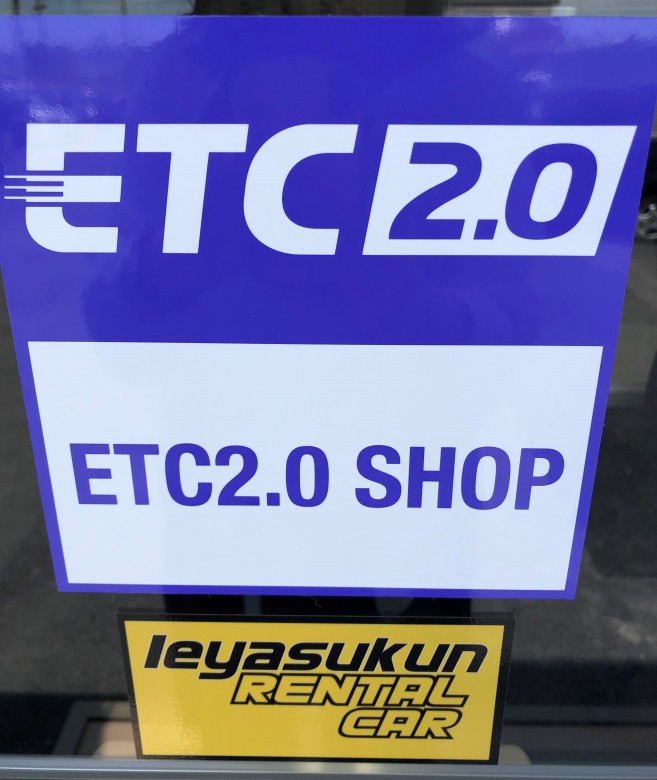 ETC2.0
ETC2.0 SHOP
Ieyasukun
RENTAL
CAR